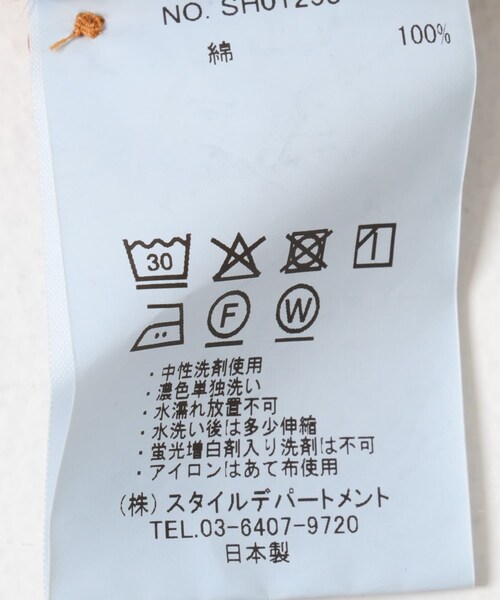 綿 100%
30
F W
・中性洗剤使用
・濃色単独洗い
・水濡れ放置不可
・水洗い後は多少伸縮
・蛍光増白剤入り洗剤は不可
・アイロンはあて布使用
(株) スタイルデパートメント
TEL.03-6407-9720
日本製